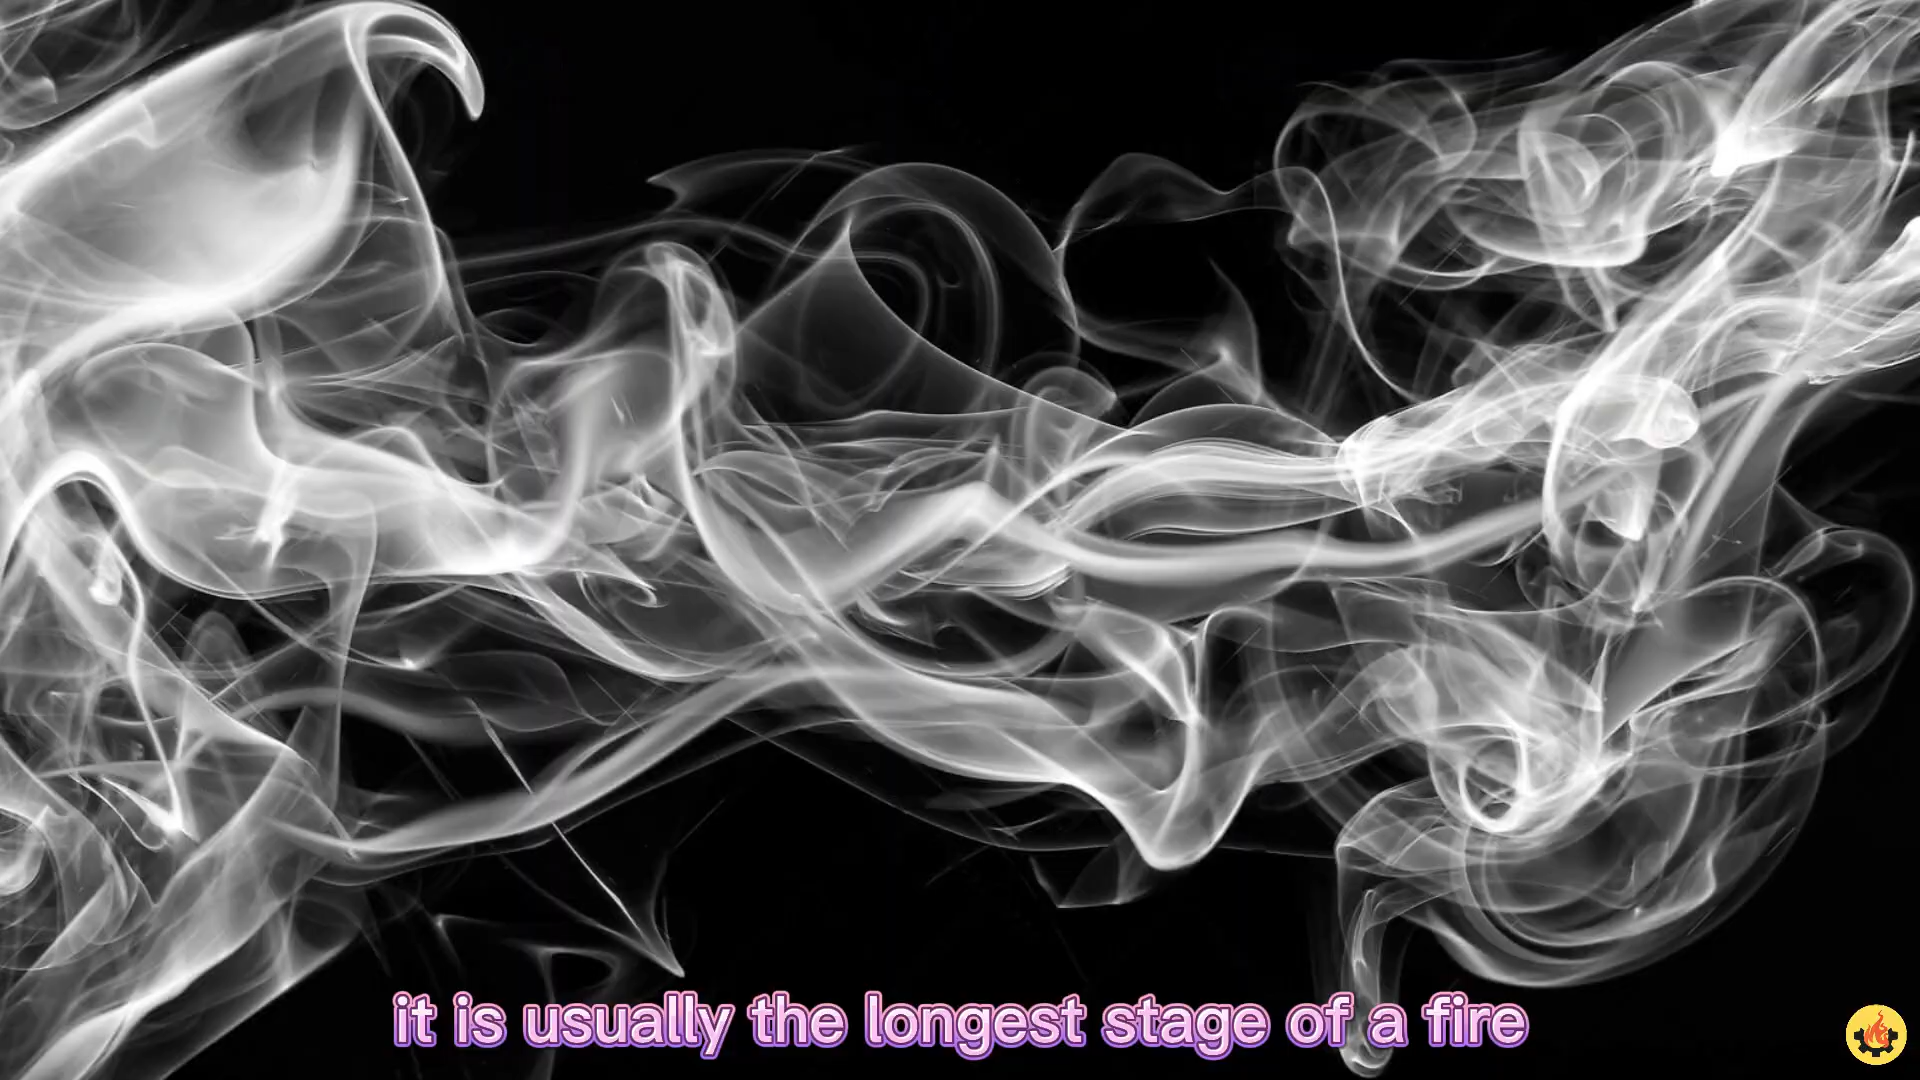 it is usually the longest stage of a fire